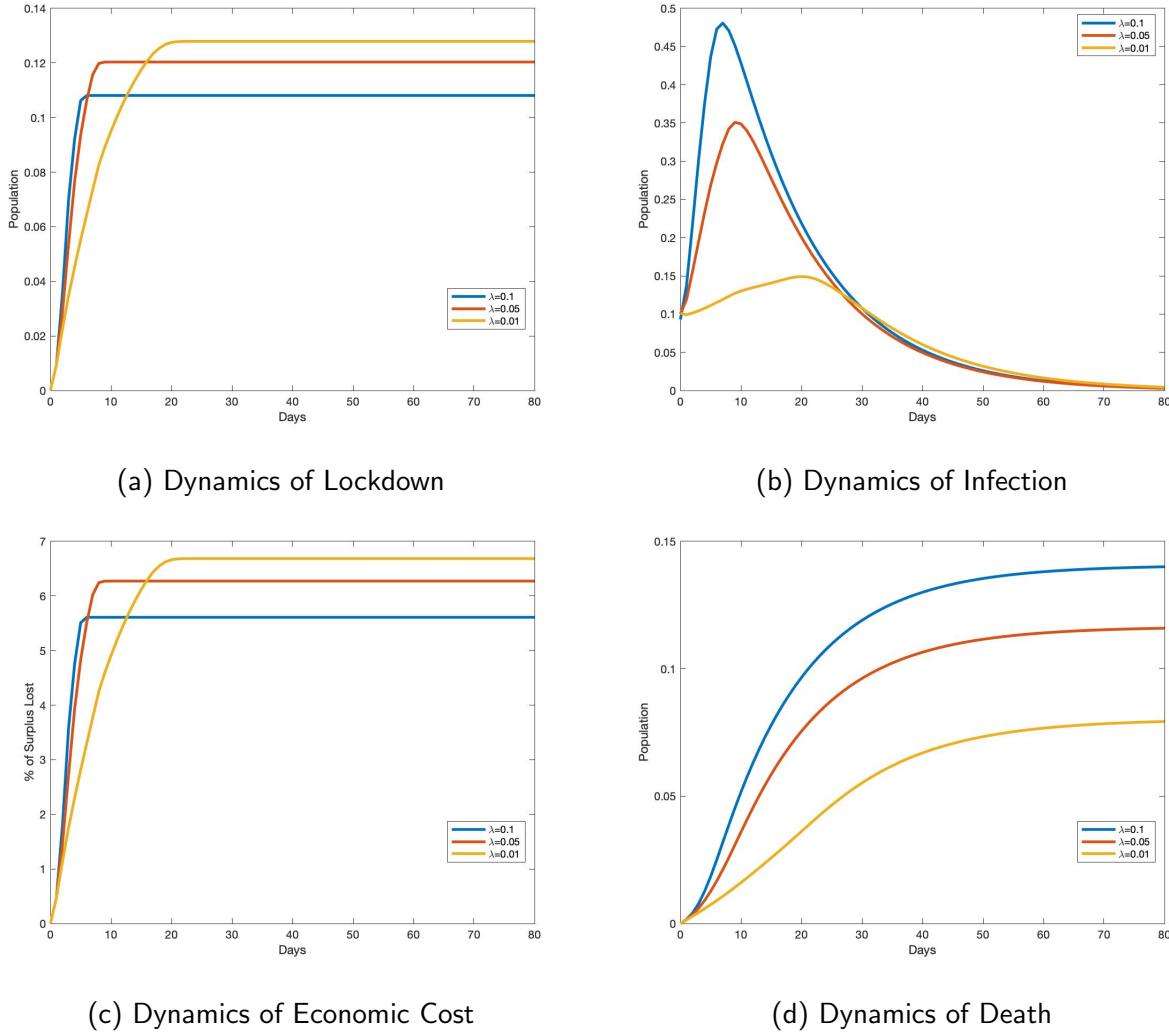 0.14
0.12
0.1
0.08
0.06
0.04
0.02
0
Population
0 10 20 30 40 50 60 70 80
Days
λ=0.1
λ=0.05
λ=0.01
(a) Dynamics of Lockdown
0.5
0.45
0.4
0.35
0.3
0.25
0.2
0.15
0.1
0.05
0
Population
0 10 20 30 40 50 60 70 80
Days
λ=0.1
λ=0.05
λ=0.01
(b) Dynamics of Infection
7
6
5
4
3
2
1
0
% of Surplus Lost
0 10 20 30 40 50 60 70 80
Days
λ=0.1
λ=0.05
λ=0.01
(c) Dynamics of Economic Cost
0.15
0.1
0.05
0
Population
0 10 20 30 40 50 60 70 80
Days
λ=0.1
λ=0.05
λ=0.01
(d) Dynamics of Death